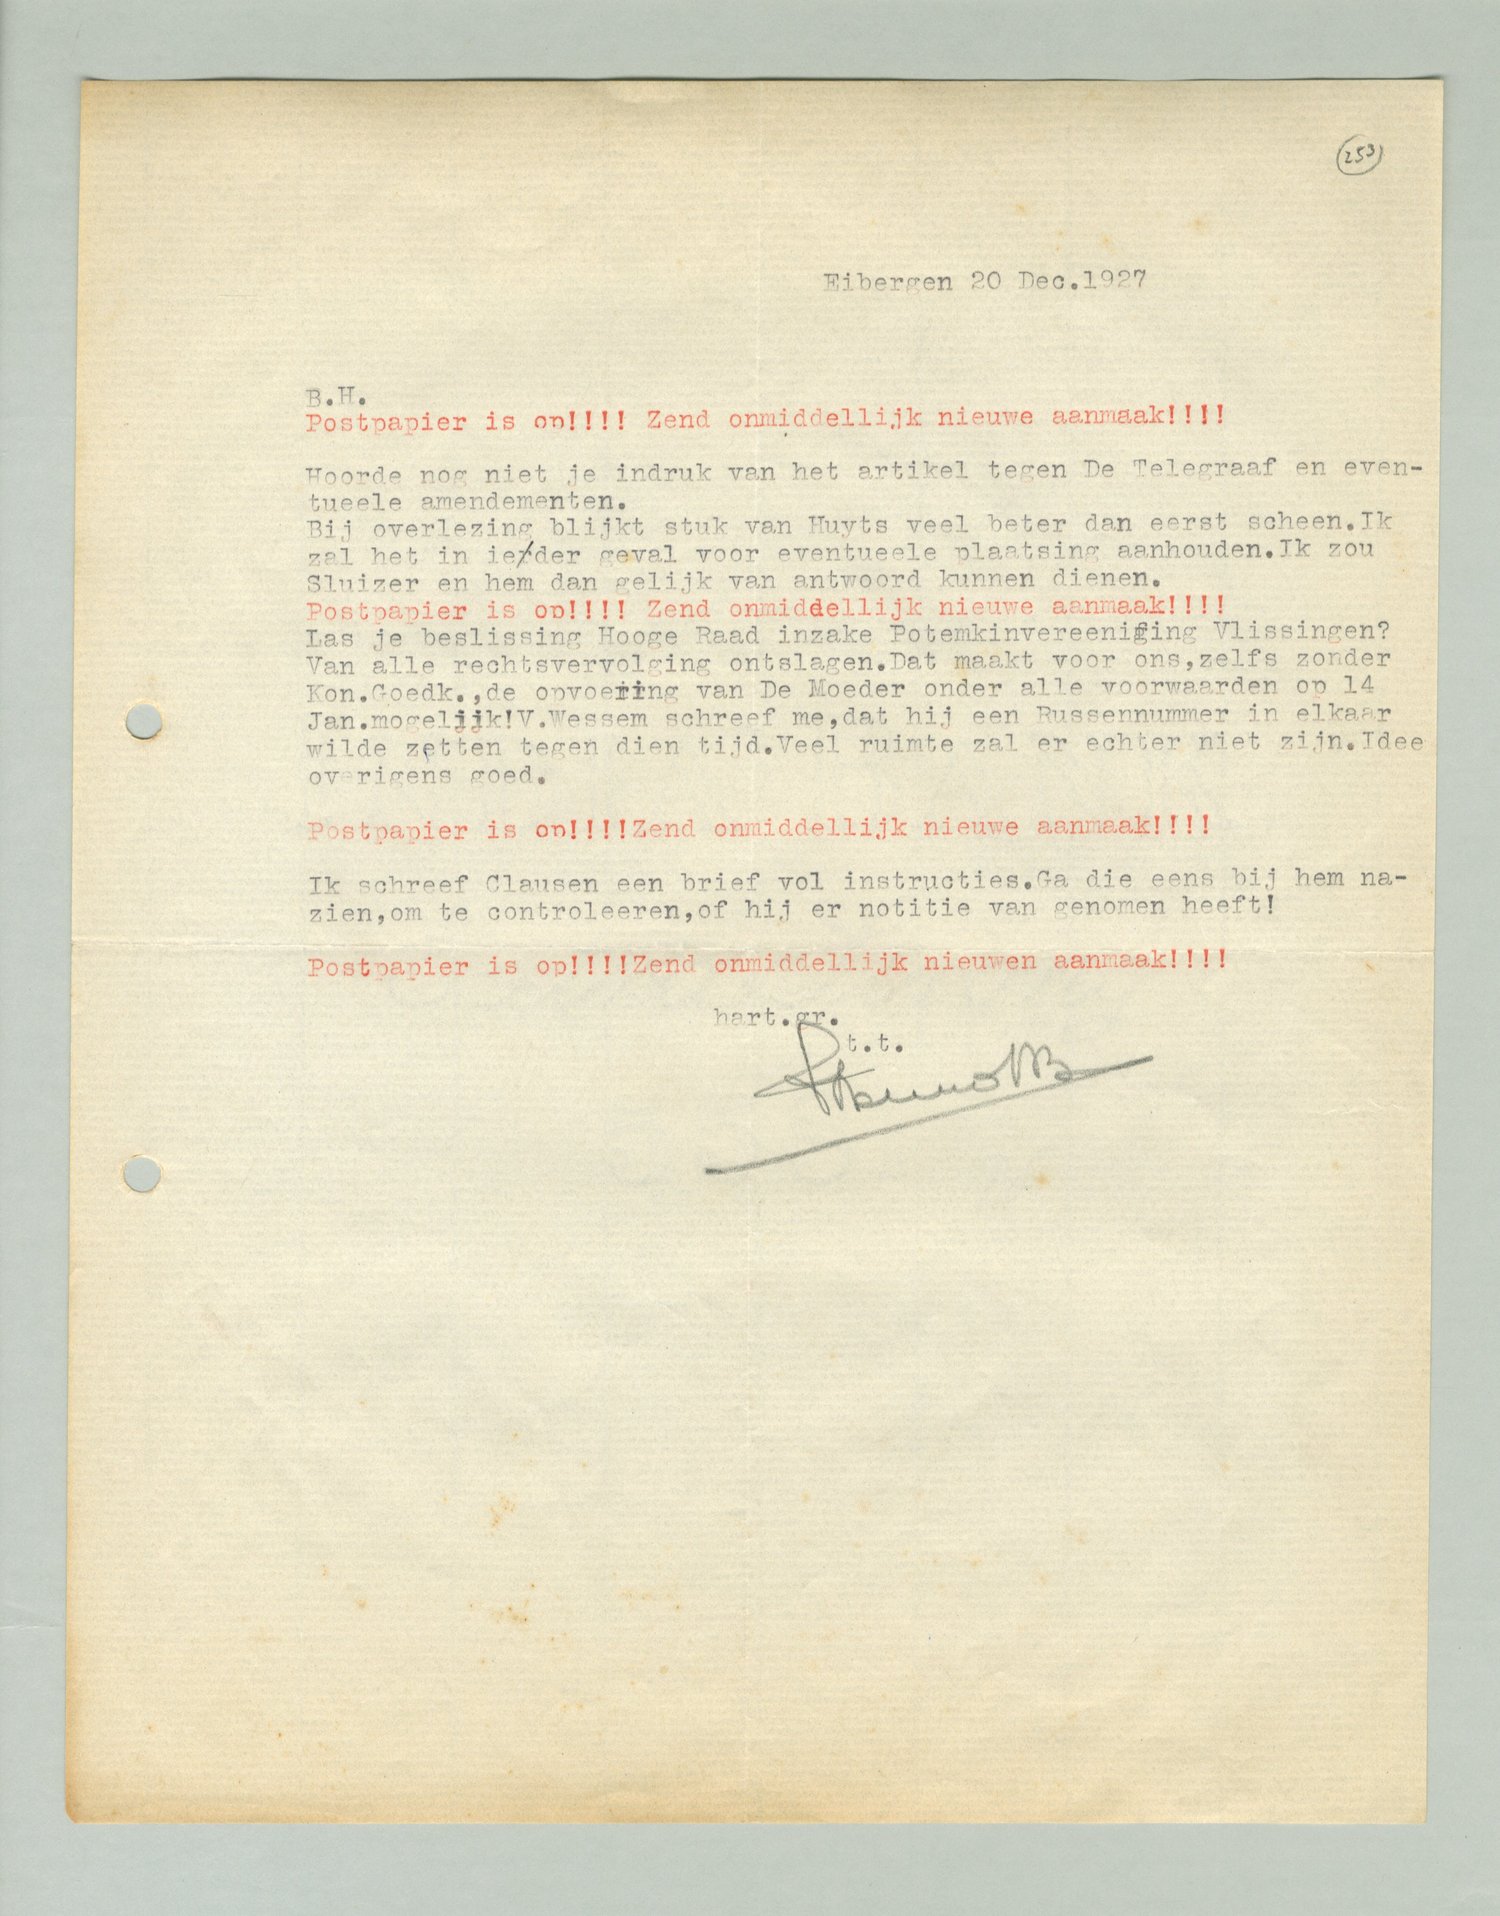 253
Eibergen 20 Dec.1927
B.H.
Postpapier is op!!!! Zend onmiddellijk nieuwe aanmaak!!!!
Hoorde nog niet je indruk van het artikel tegen De Telegraaf en even-
tueele amendementen.
Bij overlezing blijkt stuk van Huyts veel beter dan eerst scheen.Ik
zal het in ieder geval voor eventueele plaatsing aanhouden.Ik zou
Sluizer en hem dan gelijk van antwoord kunnen dienen.
Postpapier is op!!!! Zend onmiddellijk nieuwe aanmaak!!!!
Las je beslissing Hooge Raad inzake Potemkinvereeniging Vlissingen?
Van alle rechtsvervolging ontslagen.Dat maakt voor ons,zelfs zonder
Kon.Goedk.,de opvoering van De Moeder onder alle voorwaarden op 14
Jan.mogelijk!V.Wessem schreef me,dat hij een Russennummer in elkaar
wilde zetten tegen dien tijd.Veel ruimte zal er echter niet zijn.Idee
overigens goed.
Postpapier is op!!!!Zend onmiddellijk nieuwe aanmaak!!!!
Ik schreef Clausen een brief vol instructies.Ga die eens bij hem na-
zien,om te controleeren,of hij er notitie van genomen heeft!
Postpapier is op!!!!Zend onmiddellijk nieuwen aanmaak!!!!
hart.gr.
t.t.